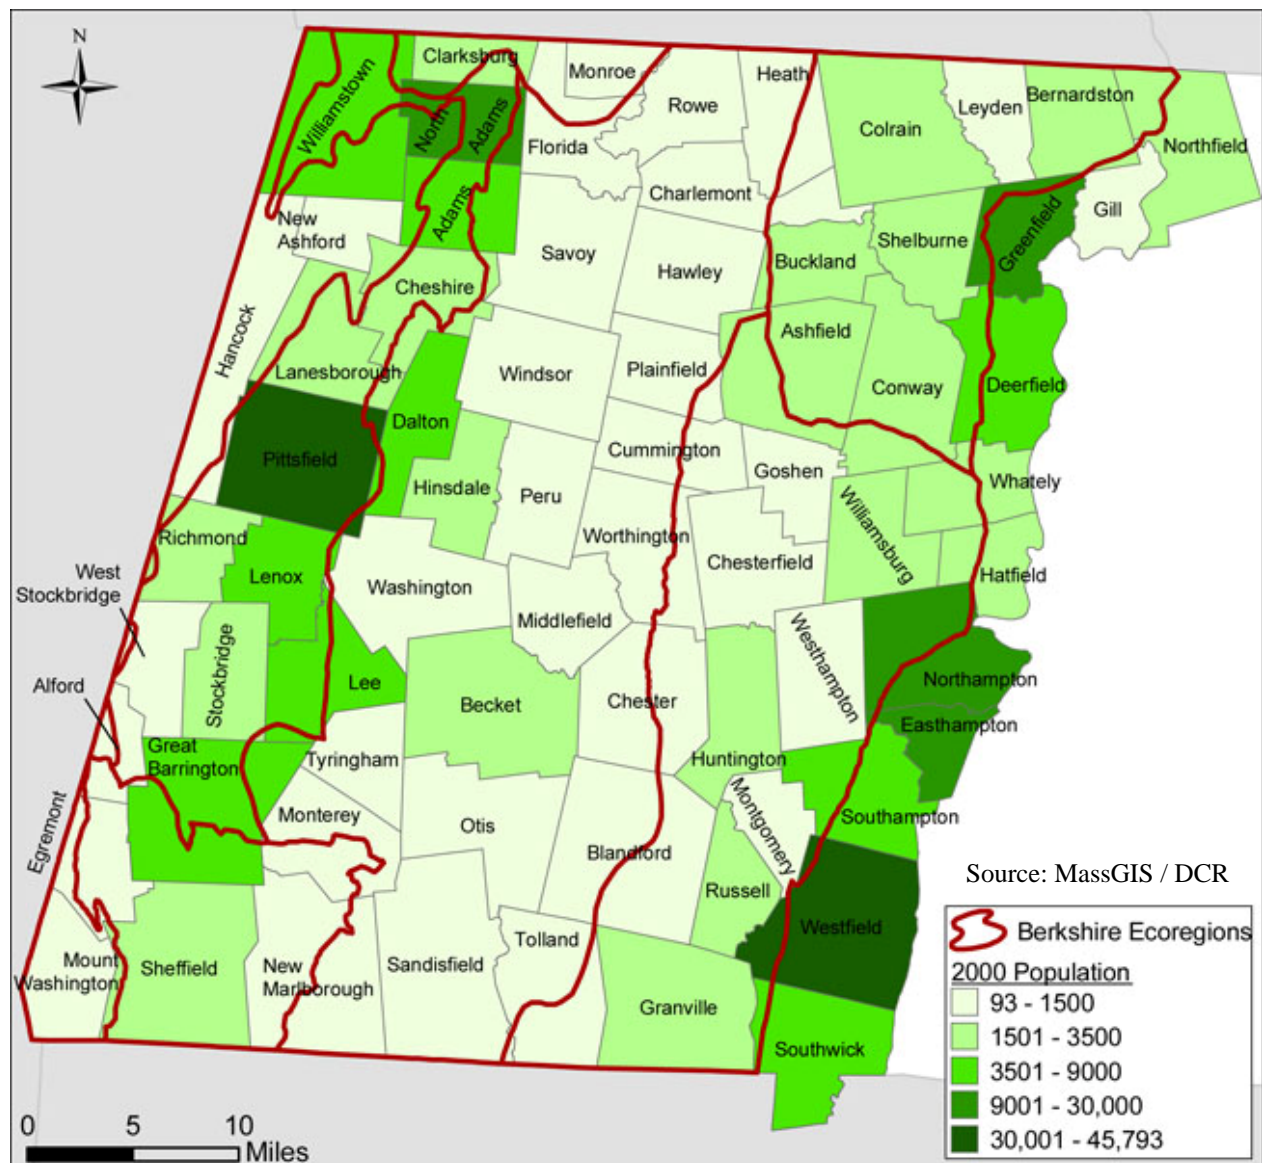 N
Clarksburg
Monroe
Heath
Rowe
Leyden
Bernardston
Williamstown
North
Adams
Florida
Colrain
Northfield
Charlemont
Adams
New
Ashford
Gill
Greenfield
Savoy
Hawley
Buckland
Shelburne
Cheshire
Hancock
Ashfield
Lanesborough
Windsor
Plainfield
Conway
Deerfield
Dalton
Pittsfield
Cummington
Goshen
Hinsdale
Peru
Whately
Richmond
Worthington
Williamsburg
Chesterfield
West
Stockbridge
Lenox
Washington
Hatfield
Middlefield
Stockbridge
Westhampton
Alford
Lee
Becket
Chester
Northampton
Easthampton
Great
Barrington
Tyringham
Huntington
Monterey
Montgomery
Southampton
Egremont
Otis
Blandford
Russell
Source: MassGIS / DCR
Westfield
Mount
Washington
Sheffield
New
Marlborough
Sandisfield
Tolland
Granville
Southwick
Berkshire Ecoregions
2000 Population
93 - 1500
1501 - 3500
3501 - 9000
9001 - 30,000
30,001 - 45,793
0 5 10
Miles